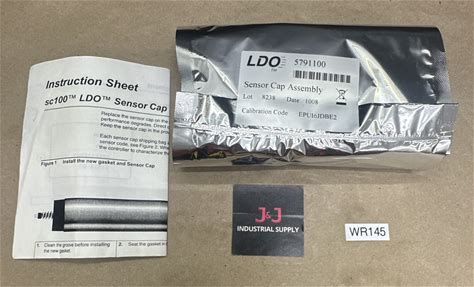 Instruction Sheet
sc100™ LDO™ Sensor Cap
Replace the sensor cap on the
performance degrades. Direct
Keep the sensor cap in the
Each sensor cap shipping bag
sensor code, see Figure 2.
the controller to characterize the
Figure 1 Install the new gasket and Sensor Cap
1. Clean the groove before installing
the new gasket.
2. Seat the gasket in
LDO
5791100
Sensor Cap Assembly
Lot 8238 Date 1008
Calibration Code EPU16JDBE2
J&J
INDUSTRIAL SUPPLY
WR145